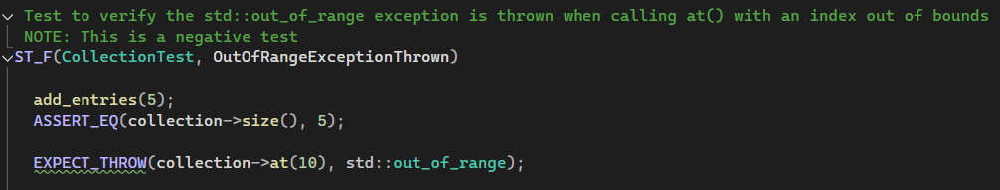 Test to verify the std::out_of_range exception is thrown when calling at() with an index out of bounds
NOTE: This is a negative test
ST_F(CollectionTest, OutOfRangeExceptionThrown)
add_entries(5);
ASSERT_EQ(collection->size(), 5);
EXPECT_THROW(collection->at(10), std::out_of_range);